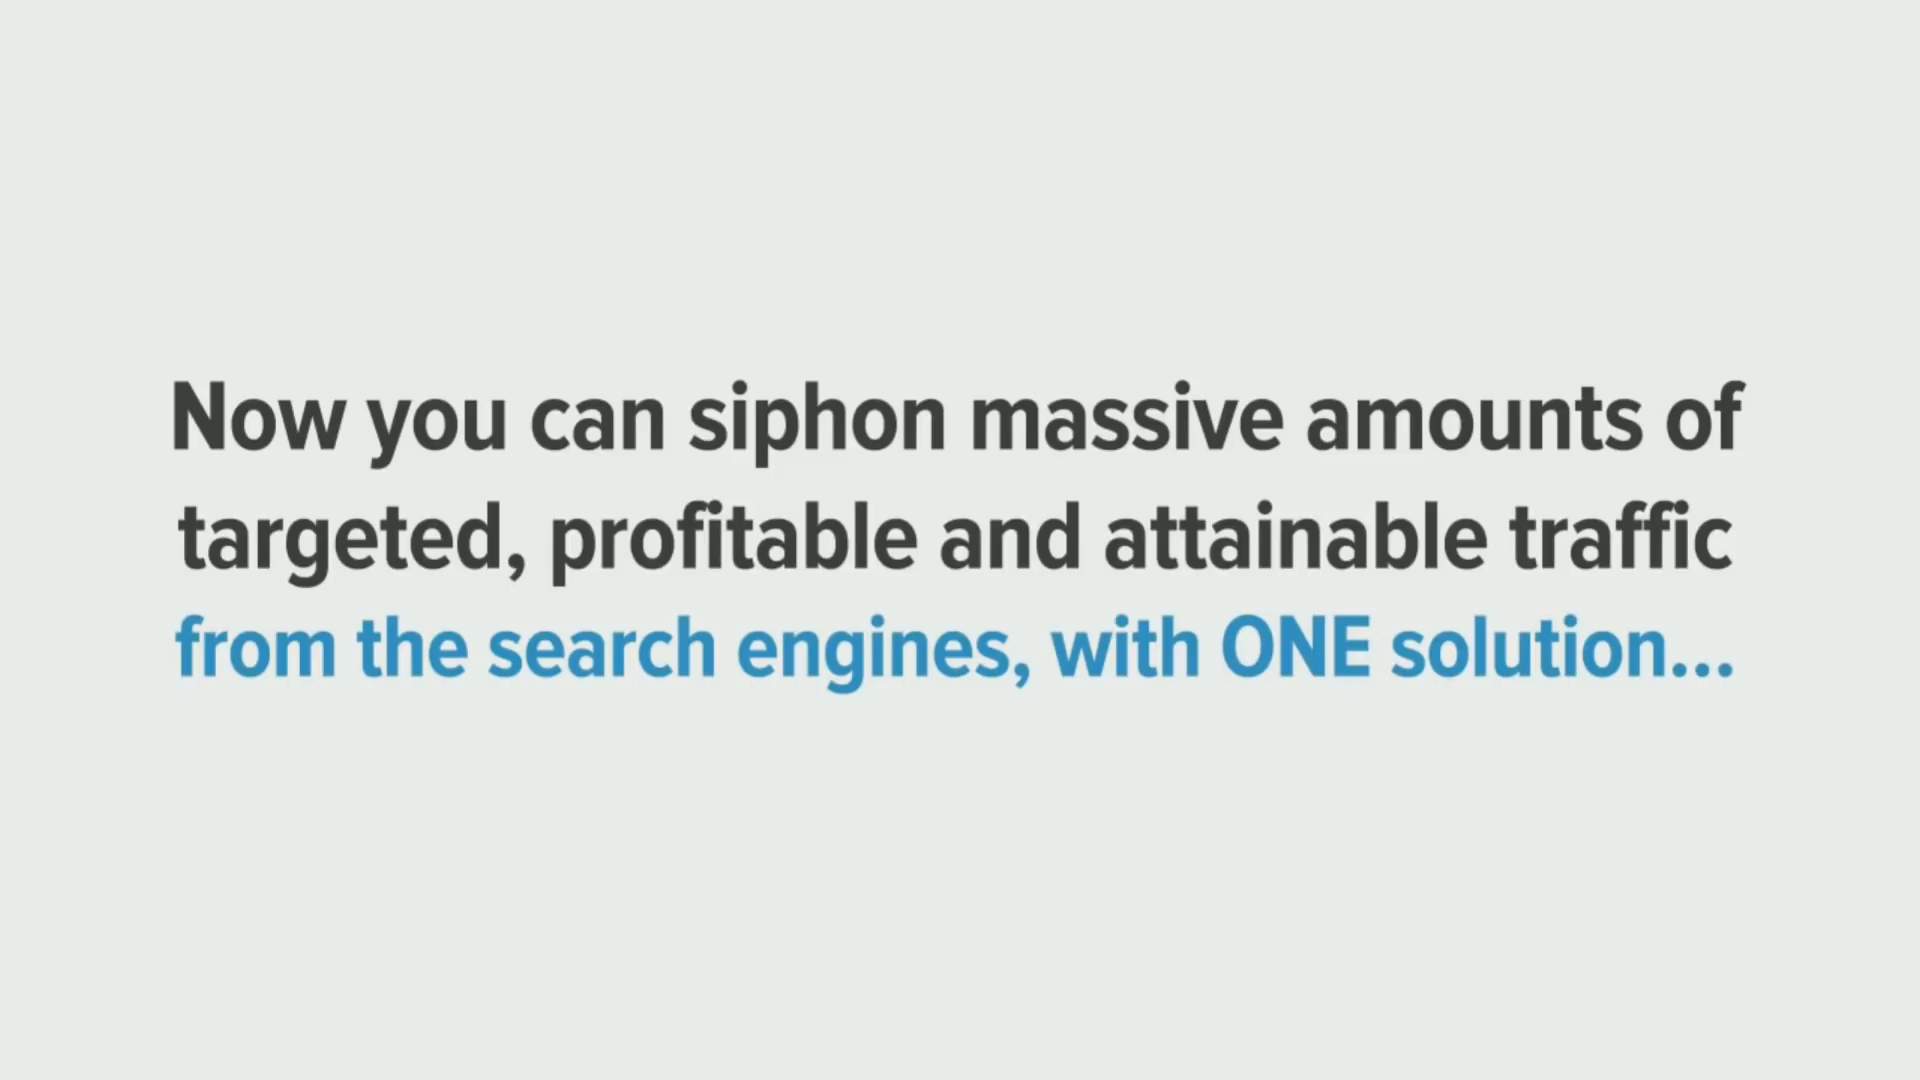 Now you can siphon massive amounts of
targeted, profitable and attainable traffic
from the search engines, with ONE solution...